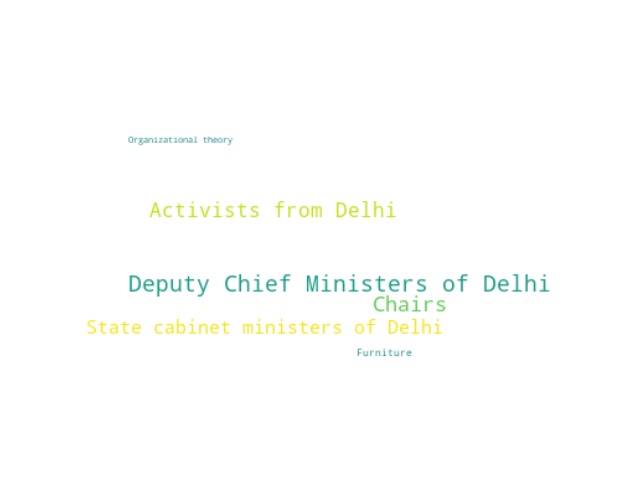 Organizational theory
Activists from Delhi
Deputy Chief Ministers of Delhi
Chairs
State cabinet ministers of Delhi
Furniture